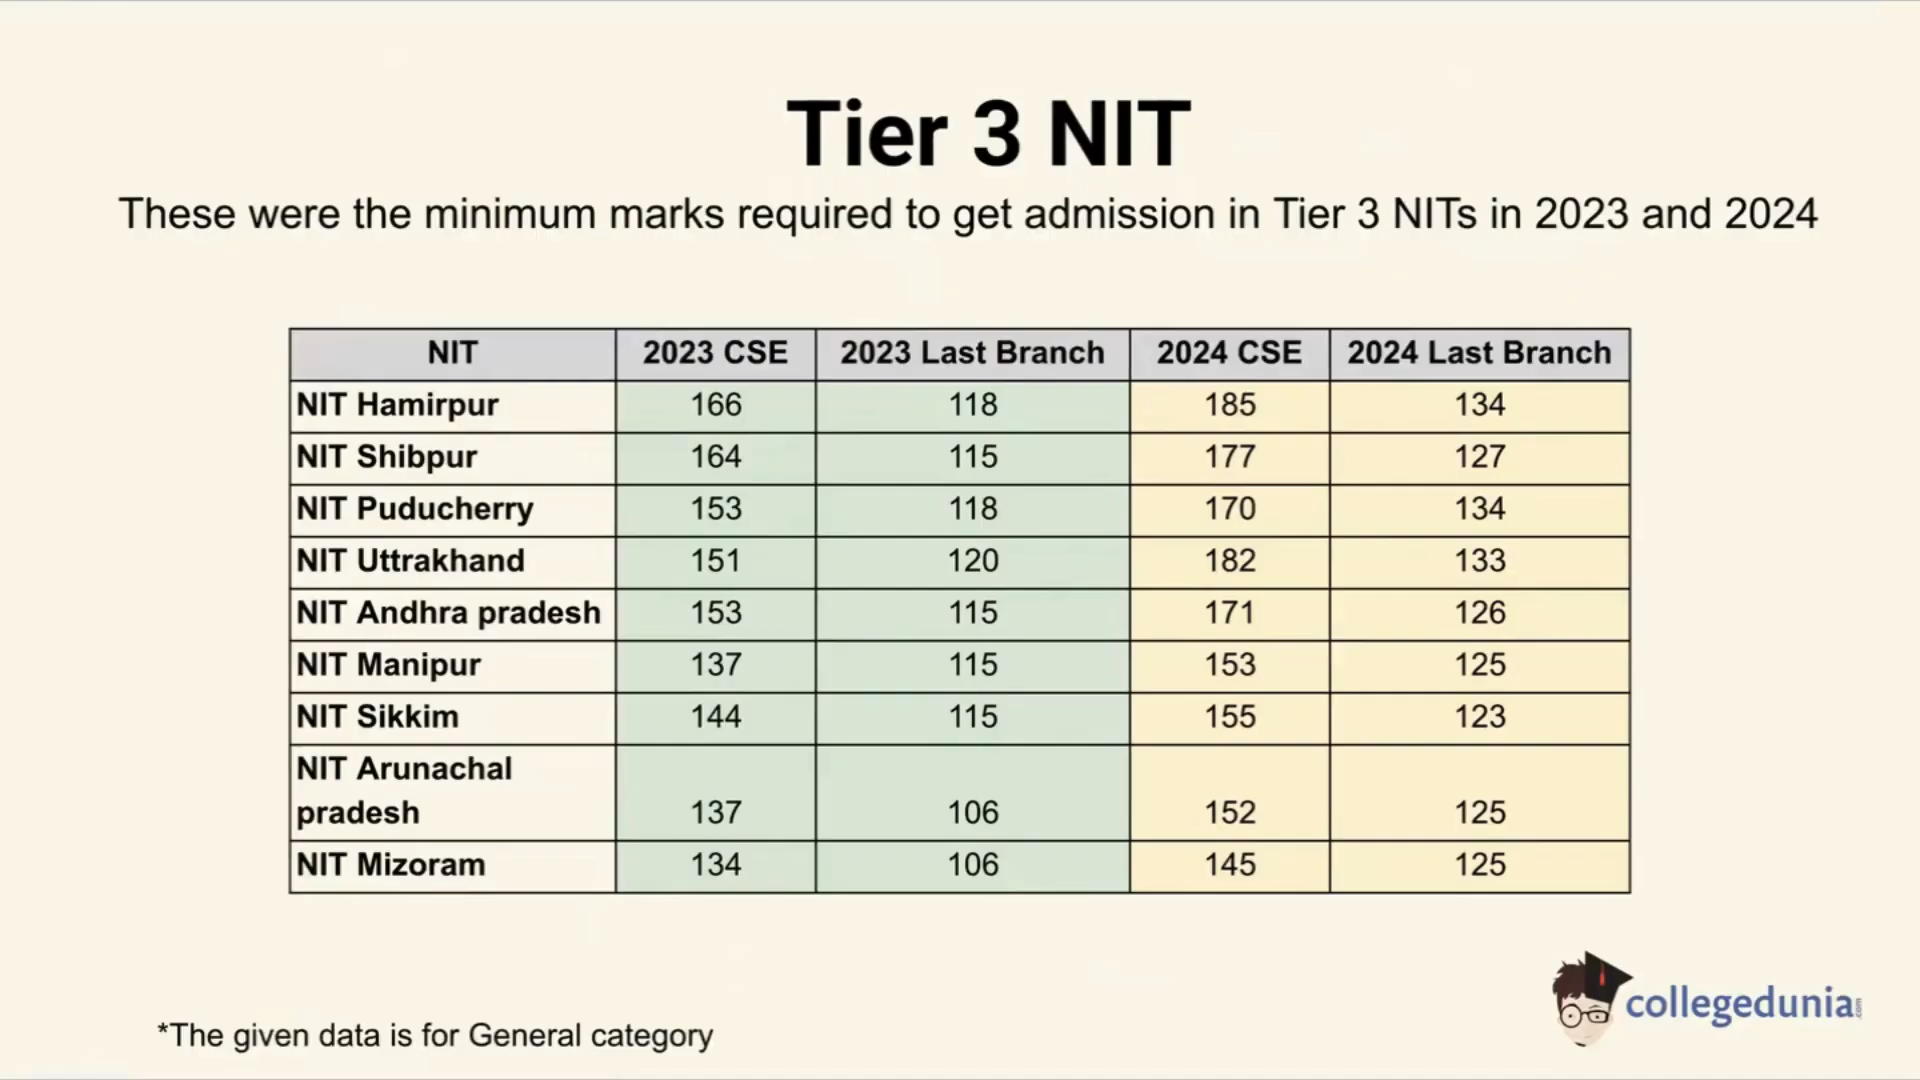 Tier 3 NIT
These were the minimum marks required to get admission in Tier 3 NITs in 2023 and 2024
NIT 2023 CSE 2023 Last Branch 2024 CSE 2024 Last Branch
NIT Hamirpur 166 118 185 134
NIT Shibpur 164 115 177 127
NIT Puducherry 153 118 170 134
NIT Uttrakhand 151 120 182 133
NIT Andhra pradesh 153 115 171 126
NIT Manipur 137 115 153 125
NIT Sikkim 144 115 155 123
NIT Arunachal
pradesh 137 106 152 125
NIT Mizoram 134 106 145 125
collegedunia.com
*The given data is for General category